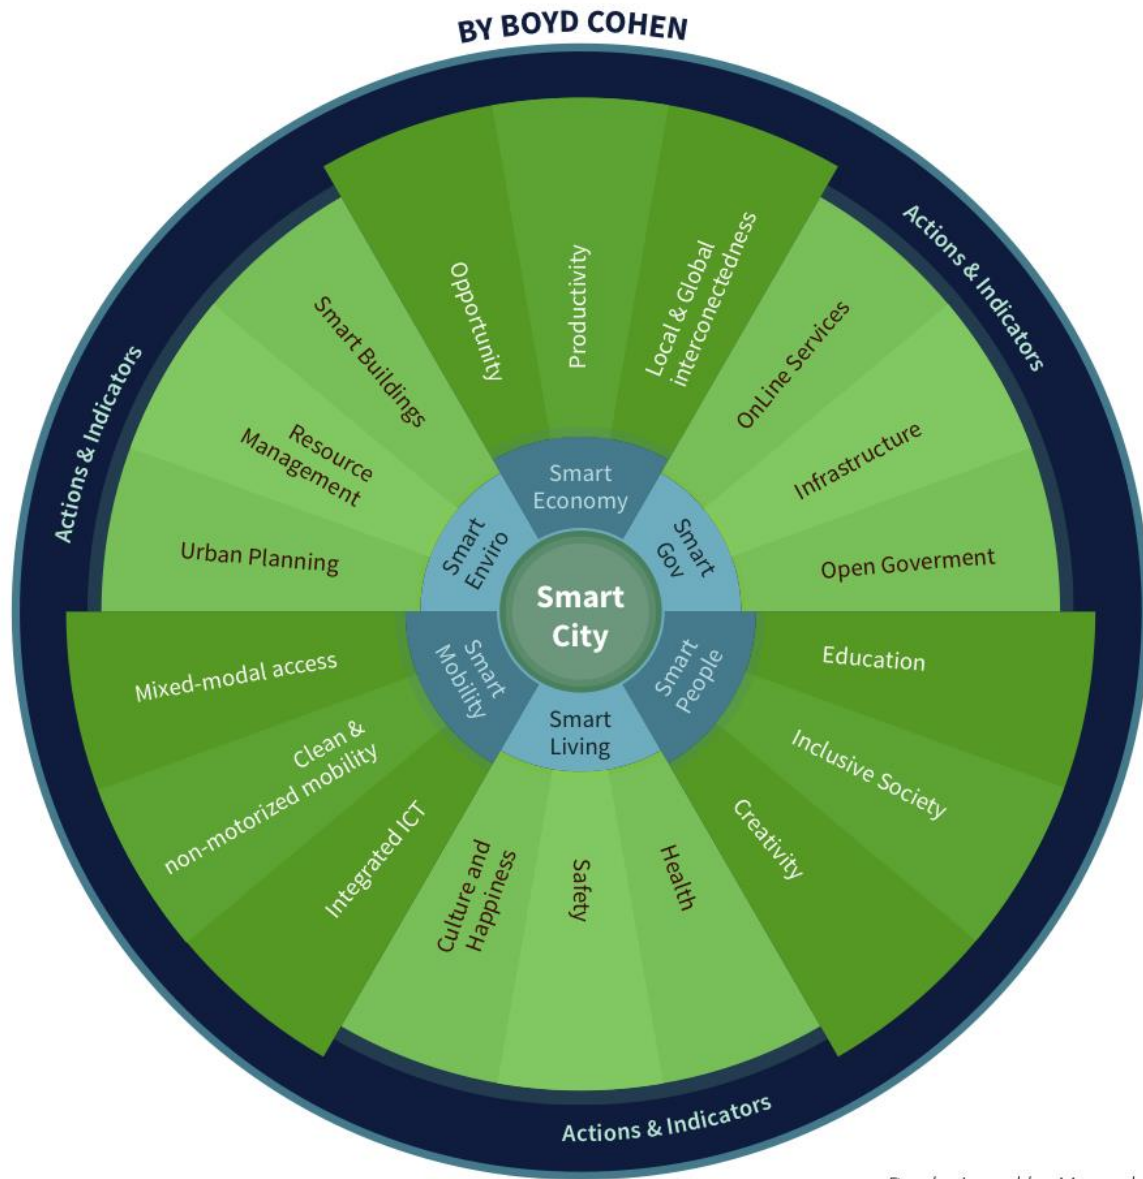 BY BOYD COHEN
Actions & Indicators
Actions & Indicators
Actions & Indicators
Opportunity
Productivity
Local & Global
interconnectedness
OnLine Services
Infrastructure
Open Goverment
Education
Inclusive Society
Creativity
Health
Safety
Culture and
Happiness
Integrated ICT
Clean &
non-motorized mobility
Mixed-modal access
Urban Planning
Resource
Management
Smart Buildings
Smart
Economy
Smart
Gov
Smart
People
Smart
Living
Smart
Mobility
Smart
Enviro
Smart
City